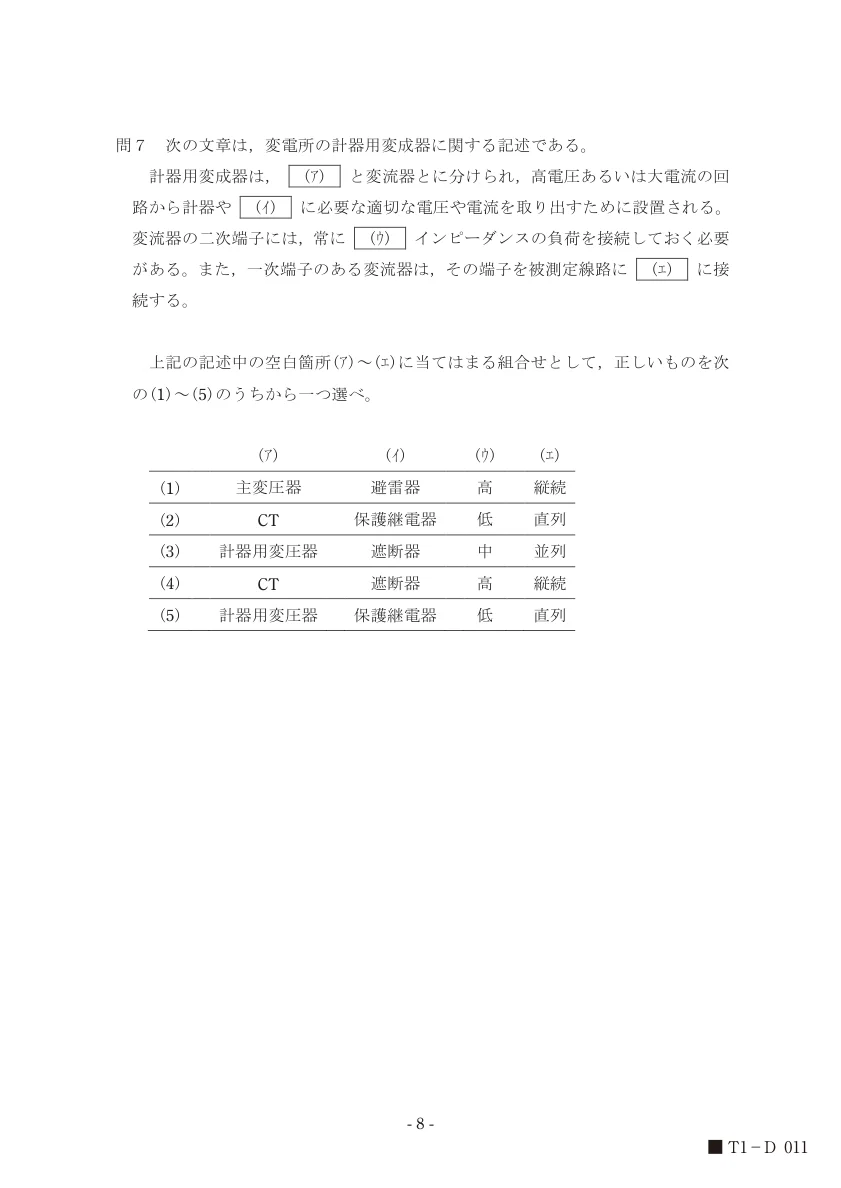 問７　次の文章は，変電所の計器用変成器に関する記述である。
計器用変成器は， (ｱ) と変流器とに分けられ，高電圧あるいは大電流の回
路から計器や (ｲ) に必要な適切な電圧や電流を取り出すために設置される。
変流器の二次端子には，常に (ｳ) インピーダンスの負荷を接続しておく必要
がある。また，一次端子のある変流器は，その端子を被測定線路に (ｴ) に接
続する。
上記の記述中の空白箇所(ｱ)～(ｴ)に当てはまる組合せとして，正しいものを次
の(1)～(5)のうちから一つ選べ。
(ｱ) (ｲ) (ｳ) (ｴ)
(1) 主変圧器 避雷器 高 縦続
(2) CT 保護継電器 低 直列
(3) 計器用変圧器 遮断器 中 並列
(4) CT 遮断器 高 縦続
(5) 計器用変圧器 保護継電器 低 直列
- 8 -
■ T1－D 011